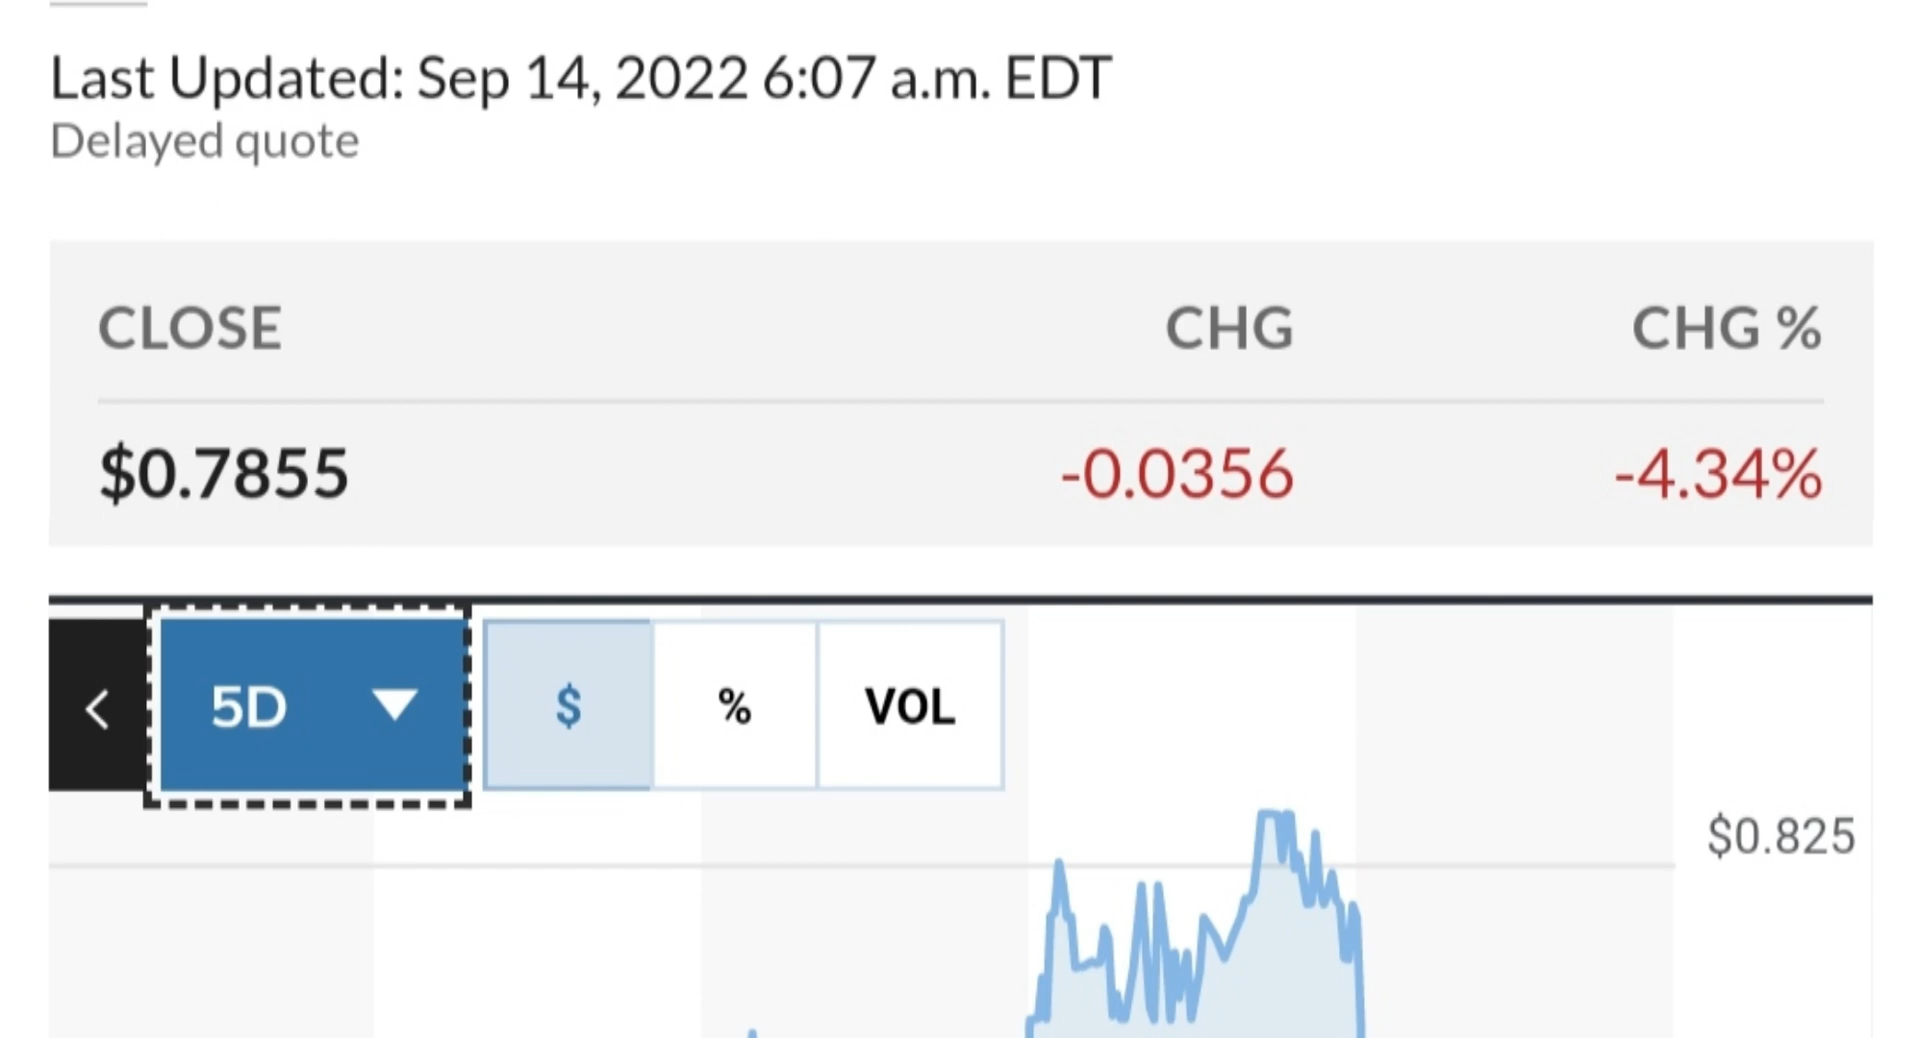 Last Updated: Sep 14, 2022 6:07 a.m. EDT
Delayed quote
CLOSE CHG CHG %
$0.7855 -0.0356 -4.34%
5D $ % VOL
$0.825